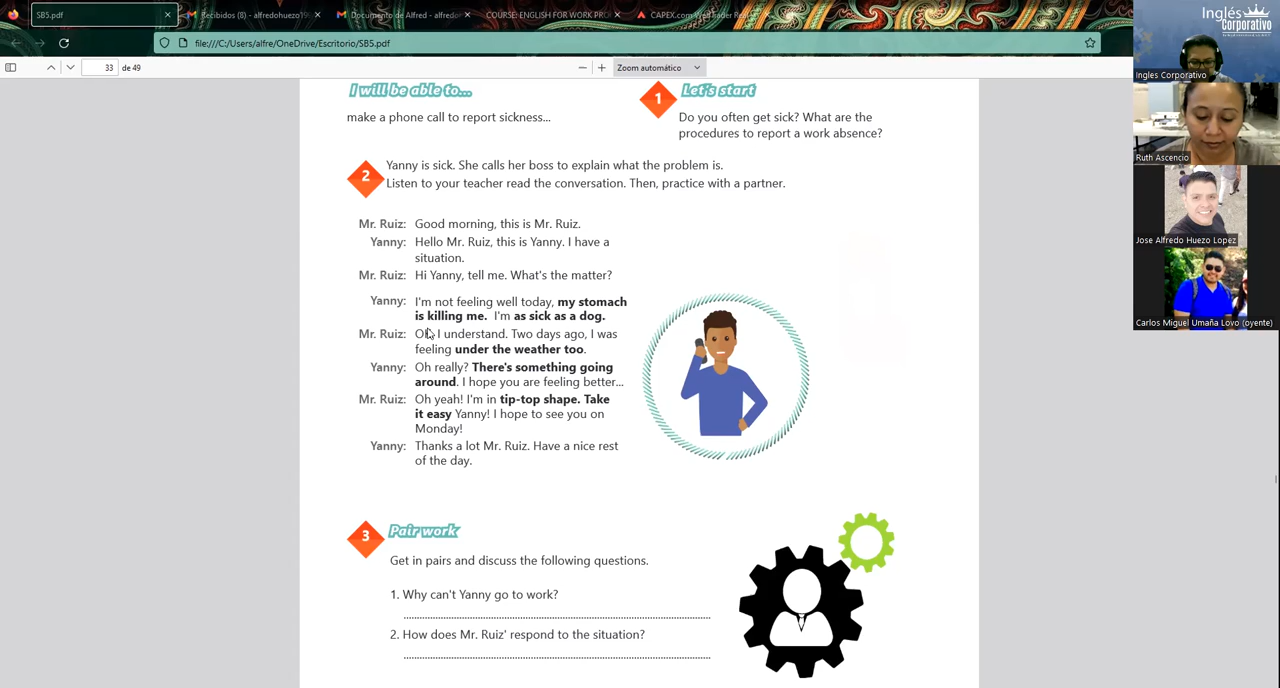 SB5.pdf
Recibidos (8) - alfredohuezo19
Documento de Alfred - alfredo
COURSE: ENGLISH FOR WORK PRO
CAPEX.com WebTrader Real
file:///C:/Users/alfre/OneDrive/Escritorio/SB5.pdf
33 de 49
Zoom automático
Inglés
Corporativo
Ingles Corporativo
Ruth Ascencio
Jose Alfredo Huezo Lopez
Carlos Miguel Umaña Lovo (oyente)
I will be able to...
make a phone call to report sickness...
1 Let's start
Do you often get sick? What are the
procedures to report a work absence?
2
Yanny is sick. She calls her boss to explain what the problem is.
Listen to your teacher read the conversation. Then, practice with a partner.
Mr. Ruiz: Good morning, this is Mr. Ruiz.
Yanny: Hello Mr. Ruiz, this is Yanny. I have a
situation.
Mr. Ruiz: Hi Yanny, tell me. What's the matter?
Yanny: I'm not feeling well today, my stomach
is killing me. I'm as sick as a dog.
Mr. Ruiz: Oh, I understand. Two days ago, I was
feeling under the weather too.
Yanny: Oh really? There's something going
around. I hope you are feeling better...
Mr. Ruiz: Oh yeah! I'm in tip-top shape. Take
it easy Yanny! I hope to see you on
Monday!
Yanny: Thanks a lot Mr. Ruiz. Have a nice rest
of the day.
3 Pair work
Get in pairs and discuss the following questions.
1. Why can't Yanny go to work?
2. How does Mr. Ruiz' respond to the situation?